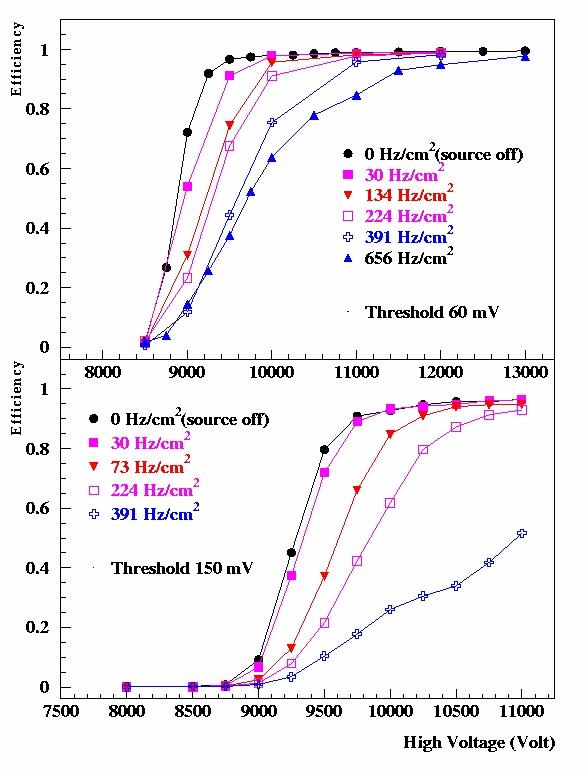 Efficiency
1
0.8
0.6
0.4
0.2
0
0 Hz/cm²(source off)
30 Hz/cm²
134 Hz/cm²
224 Hz/cm²
391 Hz/cm²
656 Hz/cm²
Threshold 60 mV
8000 9000 10000 11000 12000 13000
Efficiency
1
0.8
0.6
0.4
0.2
0
0 Hz/cm²(source off)
30 Hz/cm²
73 Hz/cm²
224 Hz/cm²
391 Hz/cm²
Threshold 150 mV
7500 8000 8500 9000 9500 10000 10500 11000
High Voltage (Volt)